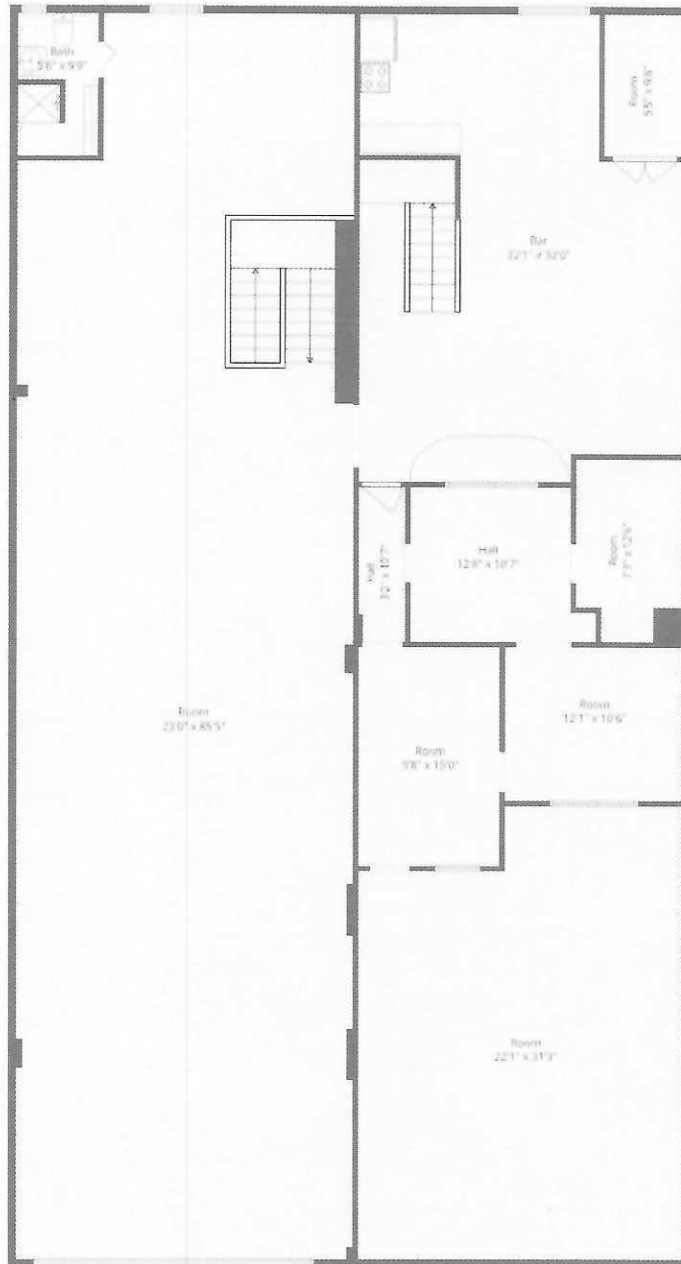 Bath
5'6" x 9'9"
Room
5'5" x 9'8"
Bar
22'1" x 32'0"
Hall
3'2" x 10'7"
Hall
12'8" x 10'7"
Room
7'3" x 12'6"
Room
23'0" x 85'5"
Room
9'8" x 15'0"
Room
12'1" x 10'6"
Room
22'1" x 31'3"